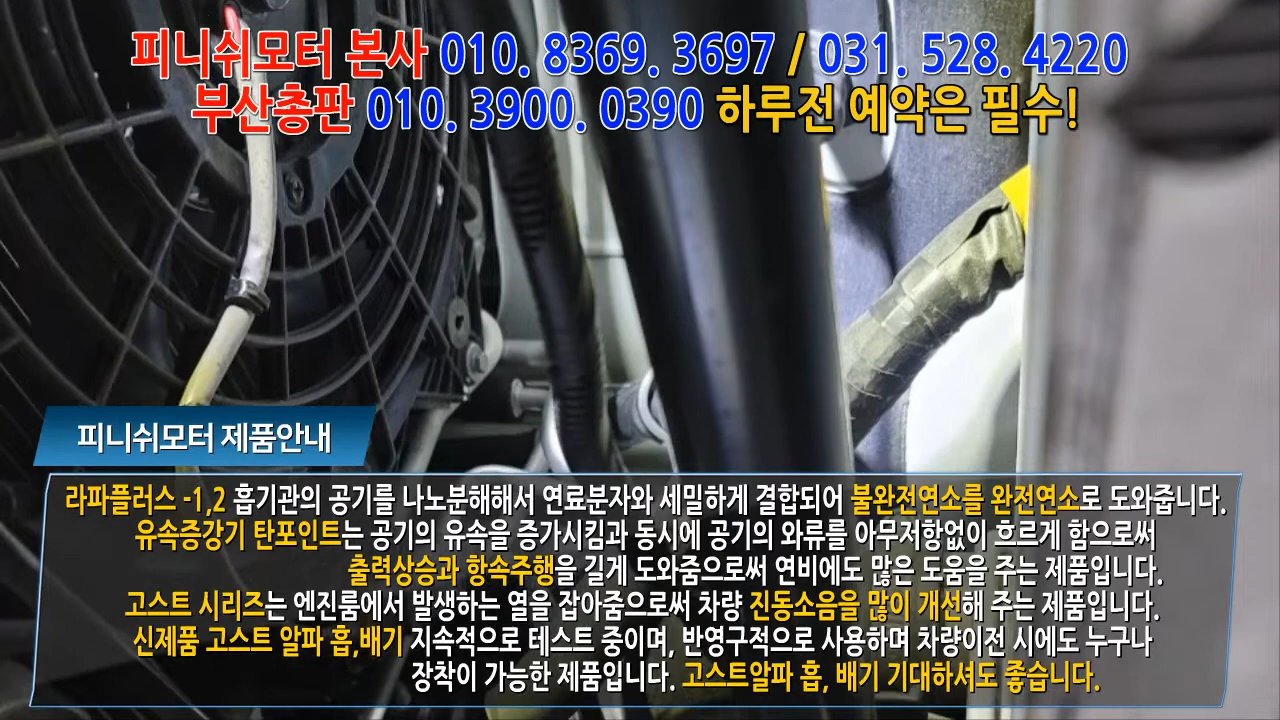 피니쉬모터 본사 010. 8369. 3697 / 031. 528. 4220
부산총판 010. 3900. 0390 하루전 예약은 필수!
피니쉬모터 제품안내
라파플러스 -1,2 흡기관의 공기를 나노분해해서 연료분자와 세밀하게 결합되어 불완전연소를 완전연소로 도와줍니다.
유속증강기 탄포인트는 공기의 유속을 증가시킴과 동시에 공기의 와류를 아무저항없이 흐르게 함으로써
출력상승과 항속주행을 길게 도와줌으로써 연비에도 많은 도움을 주는 제품입니다.
고스트 시리즈는 엔진룸에서 발생하는 열을 잡아줌으로써 차량 진동소음을 많이 개선해 주는 제품입니다.
신제품 고스트 알파 흡,배기 지속적으로 테스트 중이며, 반영구적으로 사용하며 차량이전 시에도 누구나
장착이 가능한 제품입니다. 고스트알파 흡, 배기 기대하셔도 좋습니다.